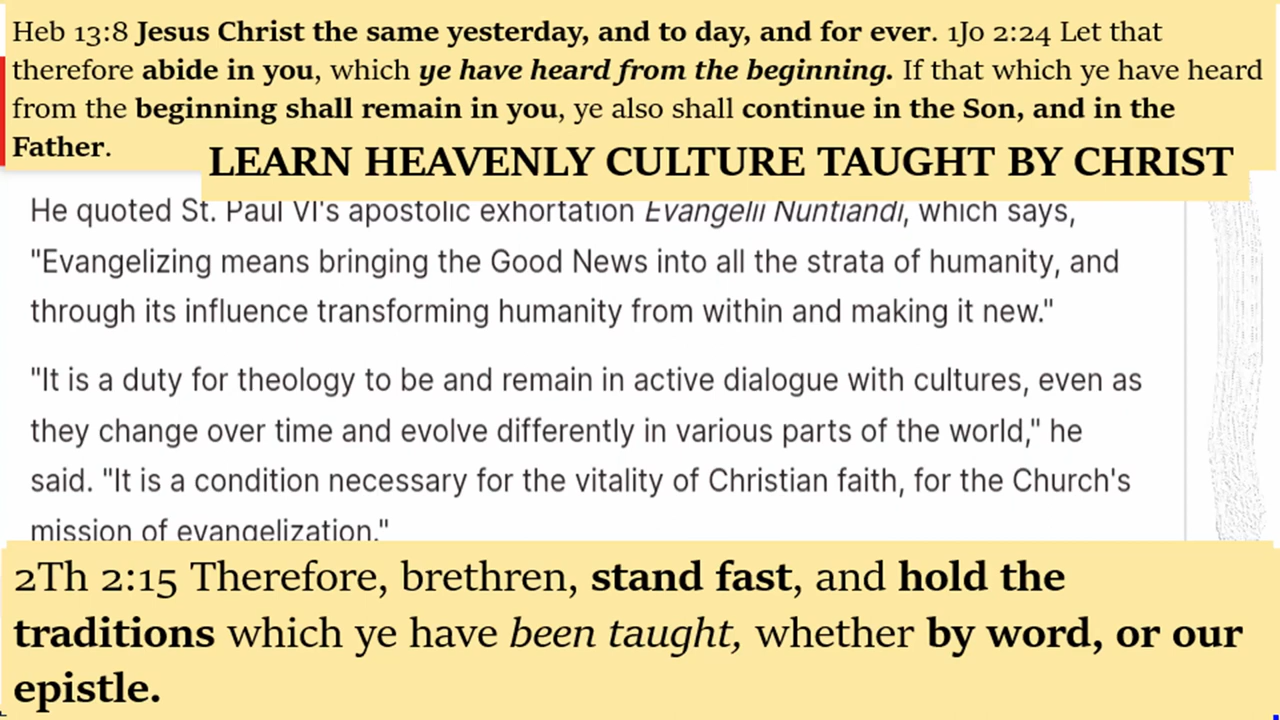 Heb 13:8 Jesus Christ the same yesterday, and to day, and for ever. 1Jo 2:24 Let that
therefore abide in you, which ye have heard from the beginning. If that which ye have heard
from the beginning shall remain in you, ye also shall continue in the Son, and in the
Father.
LEARN HEAVENLY CULTURE TAUGHT BY CHRIST
He quoted St. Paul VI's apostolic exhortation Evangelii Nuntiandi, which says,
"Evangelizing means bringing the Good News into all the strata of humanity, and
through its influence transforming humanity from within and making it new."
"It is a duty for theology to be and remain in active dialogue with cultures, even as
they change over time and evolve differently in various parts of the world," he
said. "It is a condition necessary for the vitality of Christian faith, for the Church's
mission of evangelization."
2Th 2:15 Therefore, brethren, stand fast, and hold the
traditions which ye have been taught, whether by word, or our
epistle.